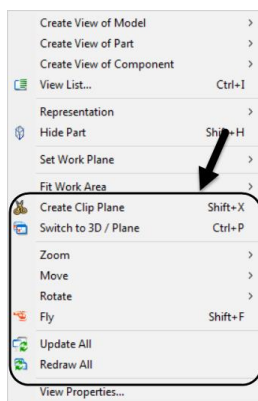 Create View of Model
Create View of Part
Create View of Component
View List... Ctrl+I
Representation
Hide Part Shift+H
Set Work Plane
Fit Work Area
Create Clip Plane Shift+X
Switch to 3D / Plane Ctrl+P
Zoom
Move
Rotate
Fly Shift+F
Update All
Redraw All
View Properties...